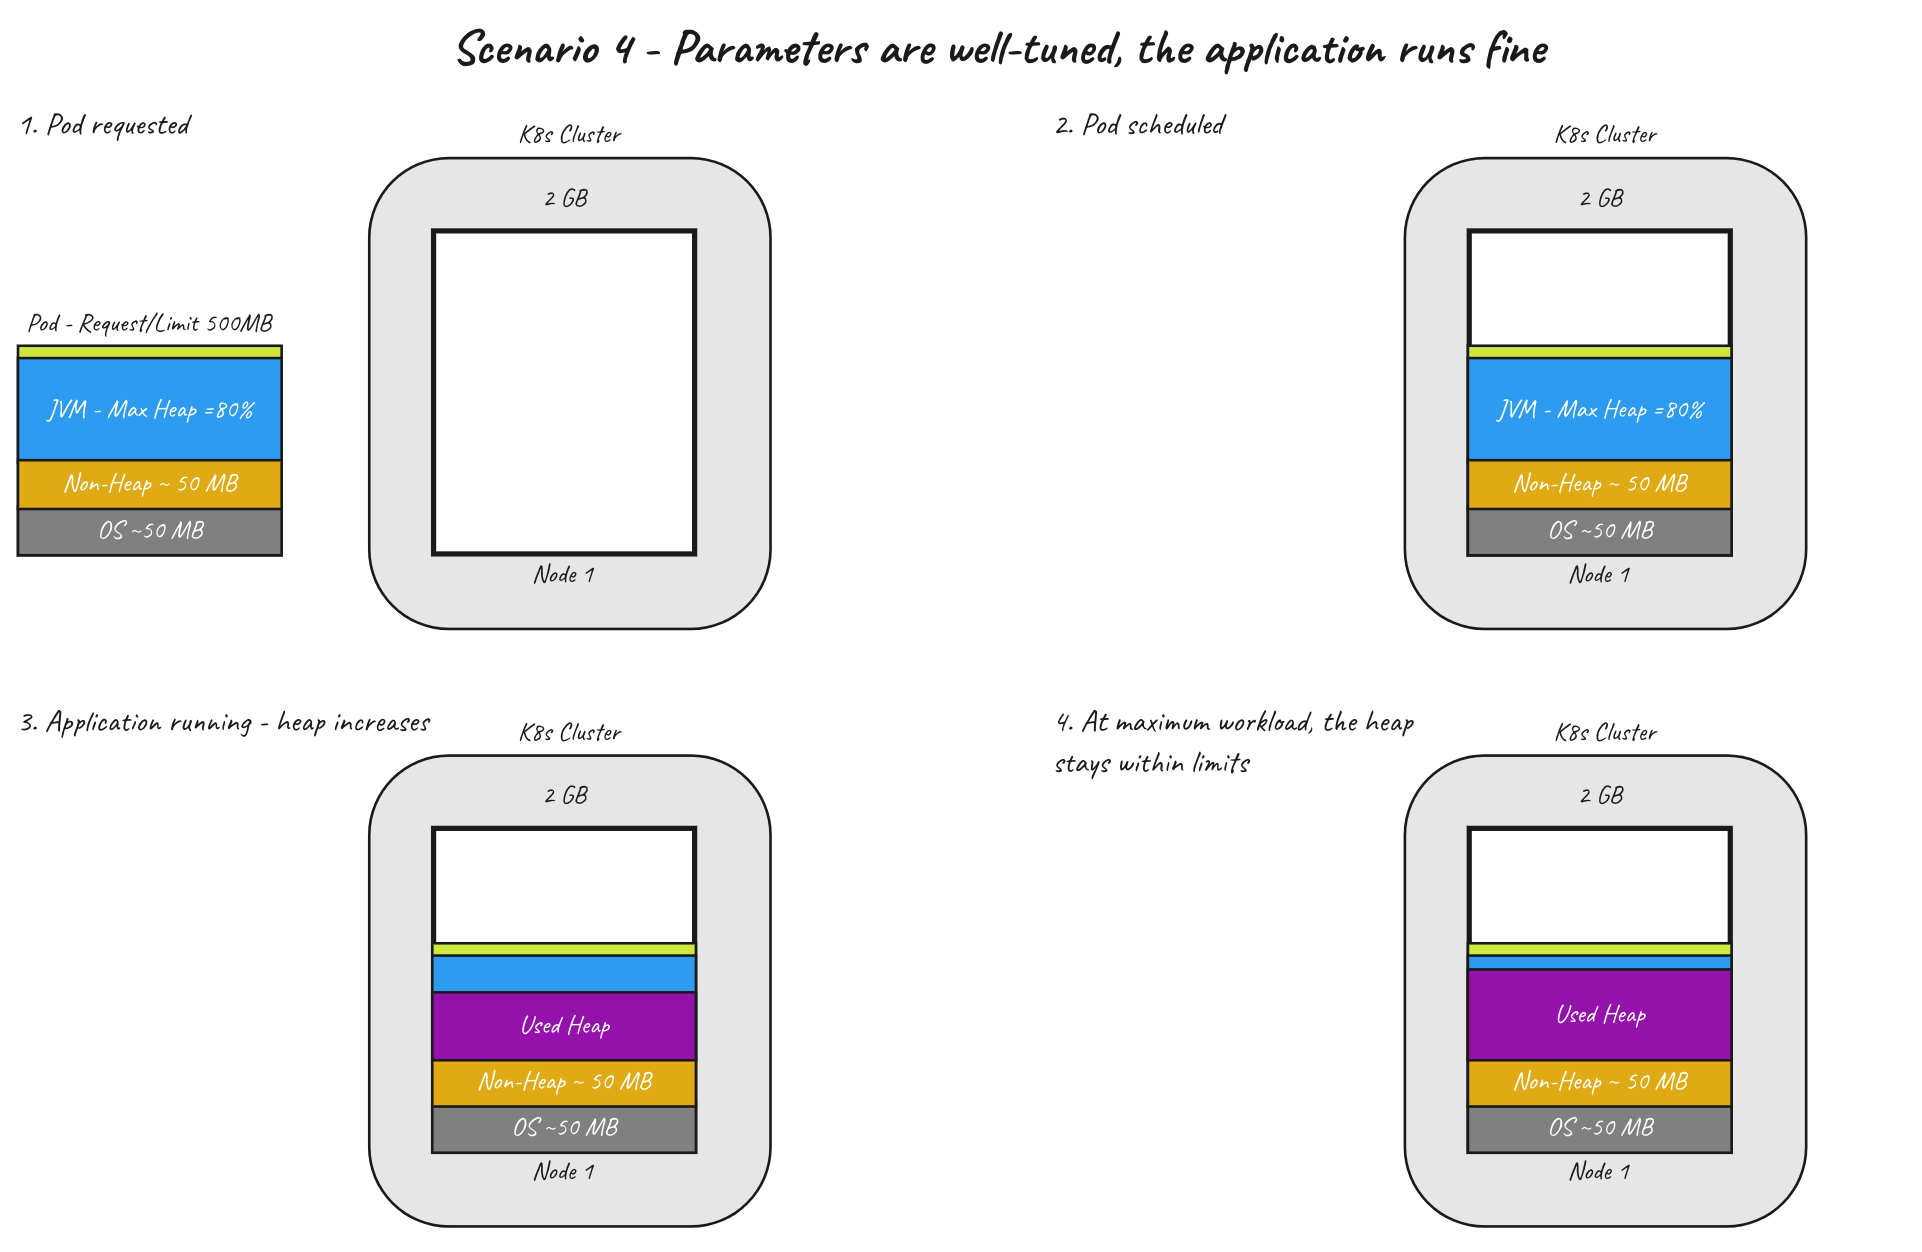 Scenario 4 - Parameters are well-tuned, the application runs fine
1. Pod requested
K8s Cluster
2 GB
Pod - Request/Limit 500MB
JVM - Max Heap =80%
Non-Heap ~ 50 MB
OS ~50 MB
Node 1
2. Pod scheduled
K8s Cluster
2 GB
JVM - Max Heap =80%
Non-Heap ~ 50 MB
OS ~50 MB
Node 1
3. Application running - heap increases
K8s Cluster
2 GB
Used Heap
Non-Heap ~ 50 MB
OS ~50 MB
Node 1
4. At maximum workload, the heap
stays within limits
K8s Cluster
2 GB
Used Heap
Non-Heap ~ 50 MB
OS ~50 MB
Node 1